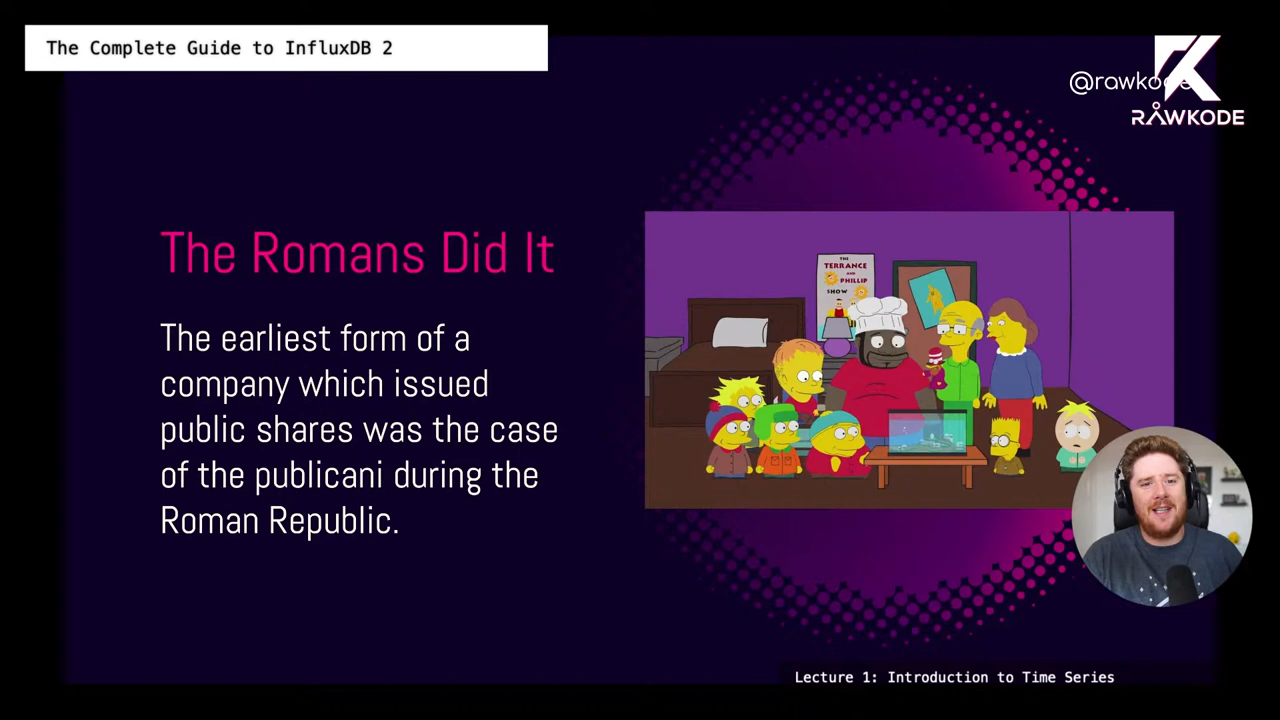 The Complete Guide to InfluxDB 2
@rawkode
RAWKODE
The Romans Did It
The earliest form of a
company which issued
public shares was the case
of the publicani during the
Roman Republic.
THE
TERRANCE
AND
PHILLIP
SHOW
Lecture 1: Introduction to Time Series